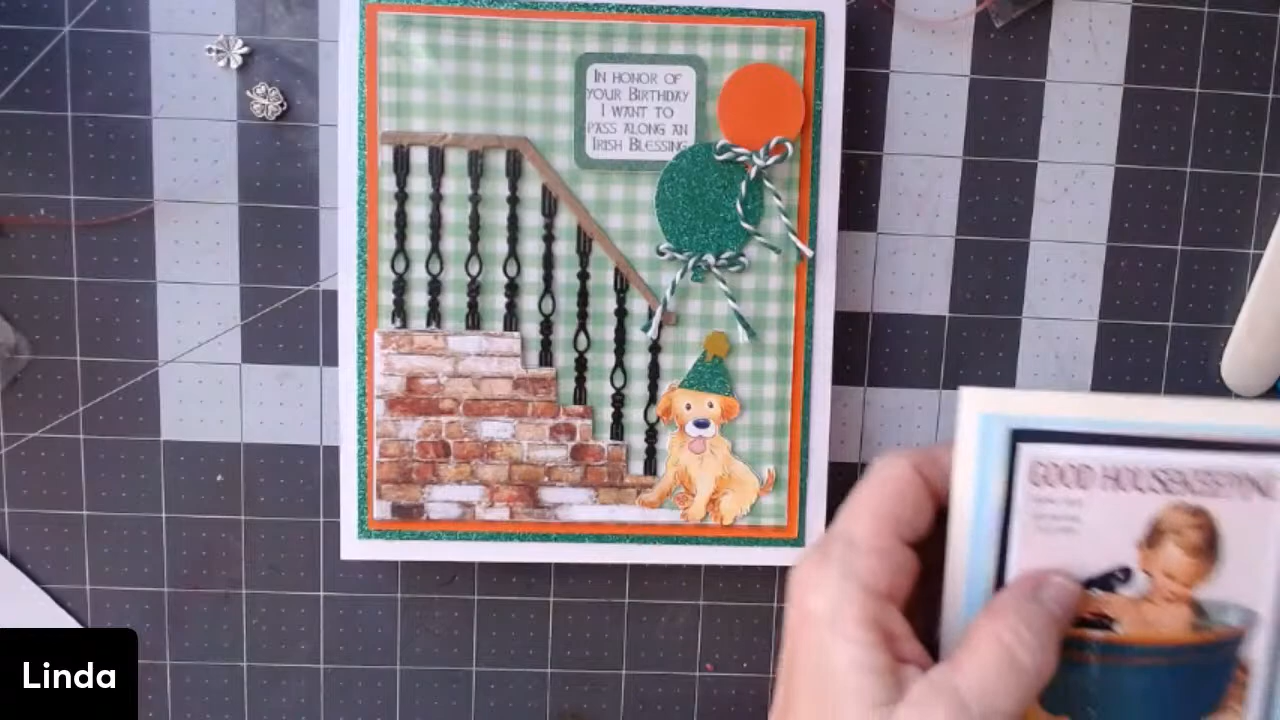 In honor of
your Birthday
I want to
pass along an
Irish Blessing
GOOD HOUSEKEEPING
Linda